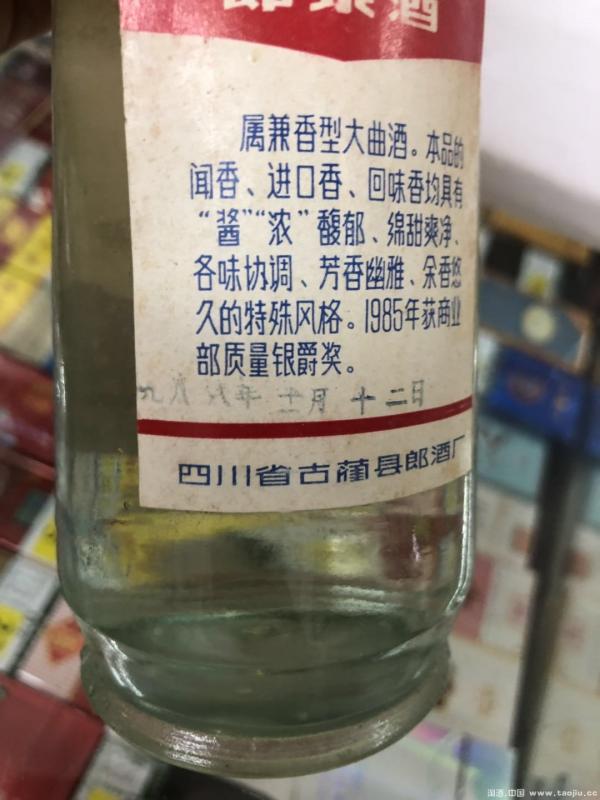 郎泉酒
属兼香型大曲酒。本品的
闻香、进口香、回味香均具有
“酱”“浓”馥郁、绵甜爽净、
各味协调、芳香幽雅、余香悠
久的特殊风格。1985年获商业
部质量银爵奖。
九八八年十二月十二日
四川省古蔺县郎酒厂
淘酒.中国 www.taojiu.cc